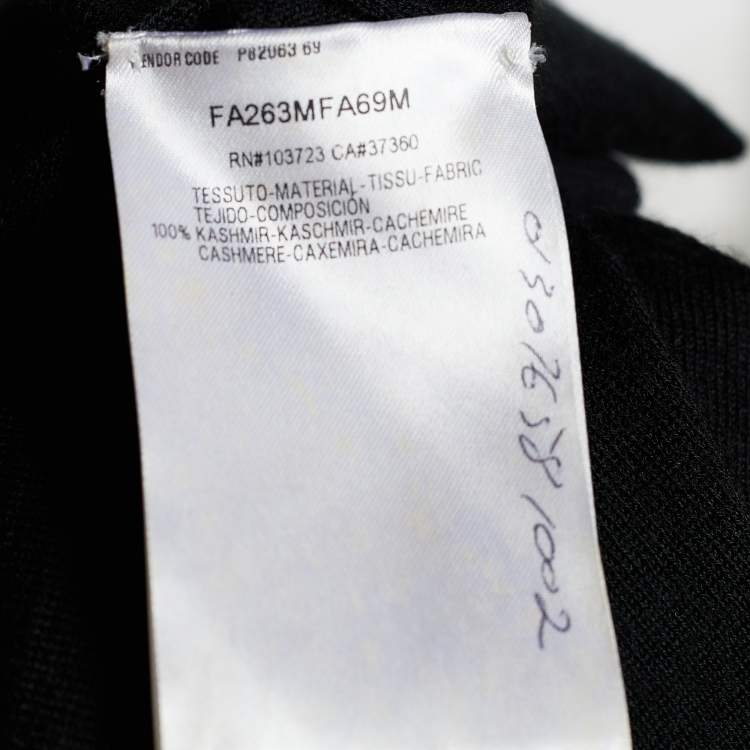 ENDOR CODE P82063 69
FA263MFA69M
RN#103723 CA#37360
TESSUTO-MATERIAL-TISSU-FABRIC
TEJIDO-COMPOSICIÓN
100% KASHMIR-KASCHMIR-CACHEMIRE
CASHMERE-CAXEMIRA-CACHEMIRA